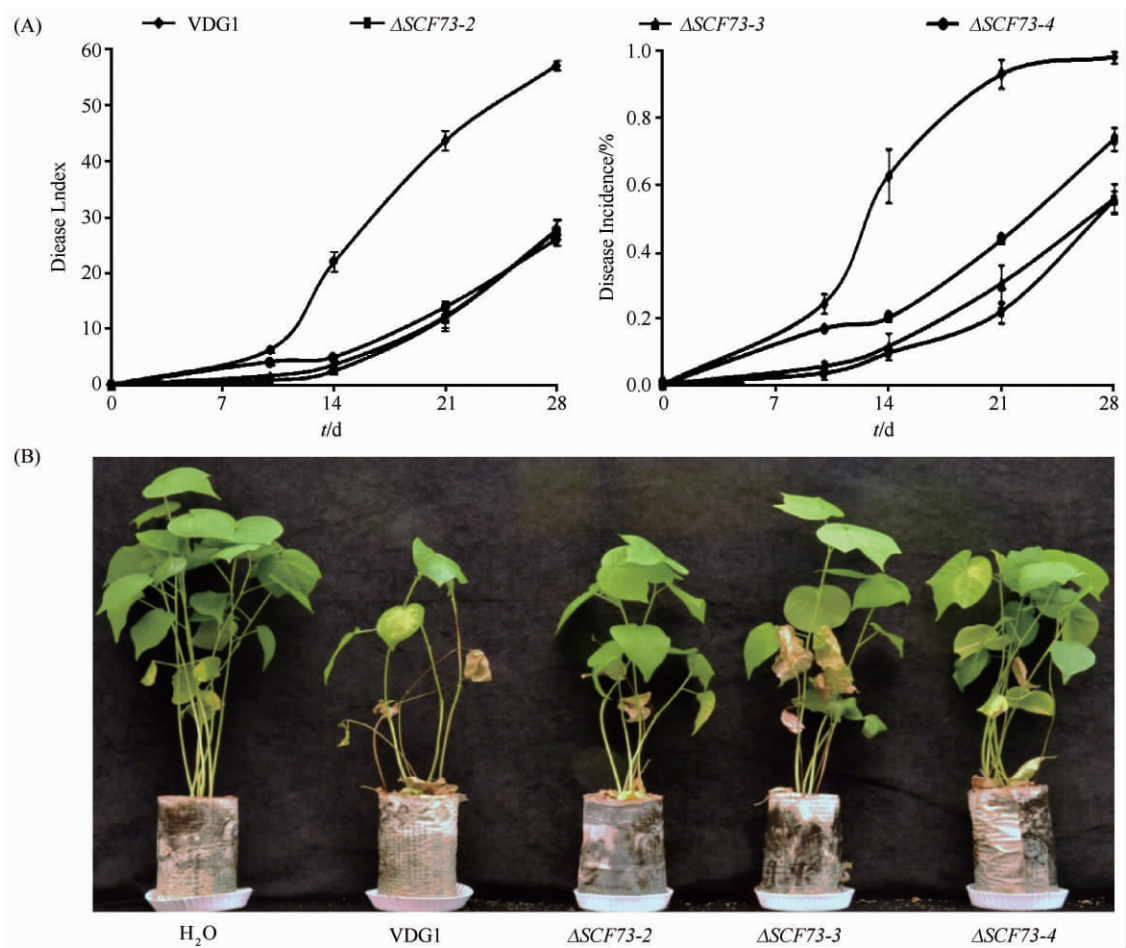 (A)
VDG1 ΔSCF73-2 ΔSCF73-3 ΔSCF73-4
60
50
40
30
20
10
0
Diease Lndex
0 7 14 21 28
t/d
1.0
0.8
0.6
0.4
0.2
0.0
Disease Incidence/%
0 7 14 21 28
t/d
(B)
H₂O VDG1 ΔSCF73-2 ΔSCF73-3 ΔSCF73-4